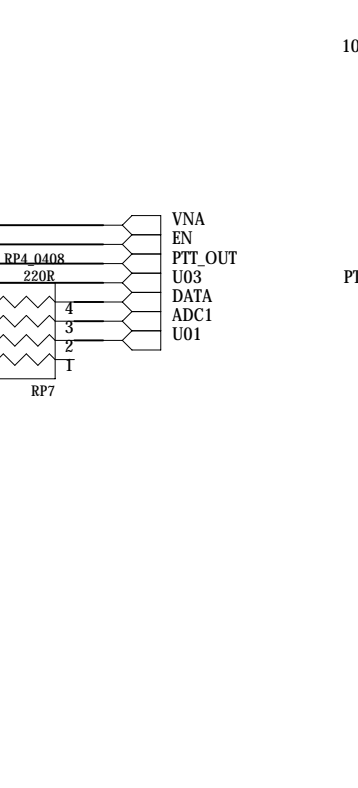 10
VNA
EN
RP4_0408
PTT_OUT
220R
U03
PT
DATA
4
ADC1
3
U01
2
1
RP7